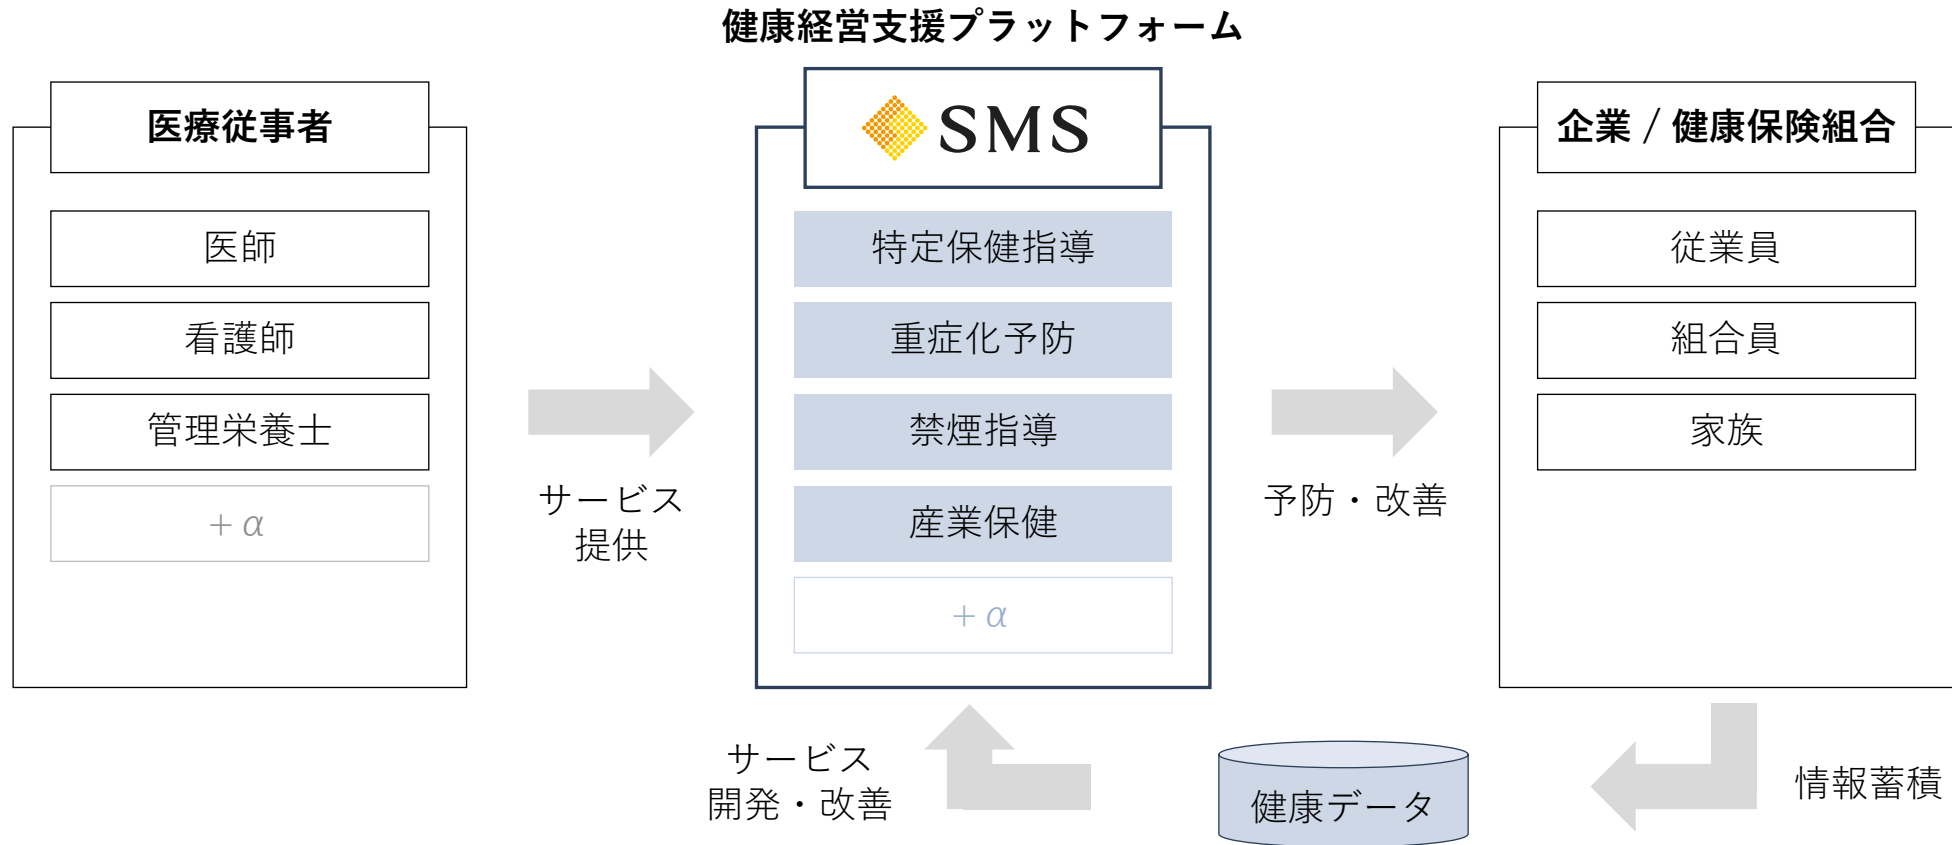 健康経営支援プラットフォーム
医療従事者
医師
看護師
管理栄養士
+ α
サービス
提供
SMS
特定保健指導
重症化予防
禁煙指導
産業保健
+ α
予防・改善
企業 / 健康保険組合
従業員
組合員
家族
情報蓄積
健康データ
サービス
開発・改善